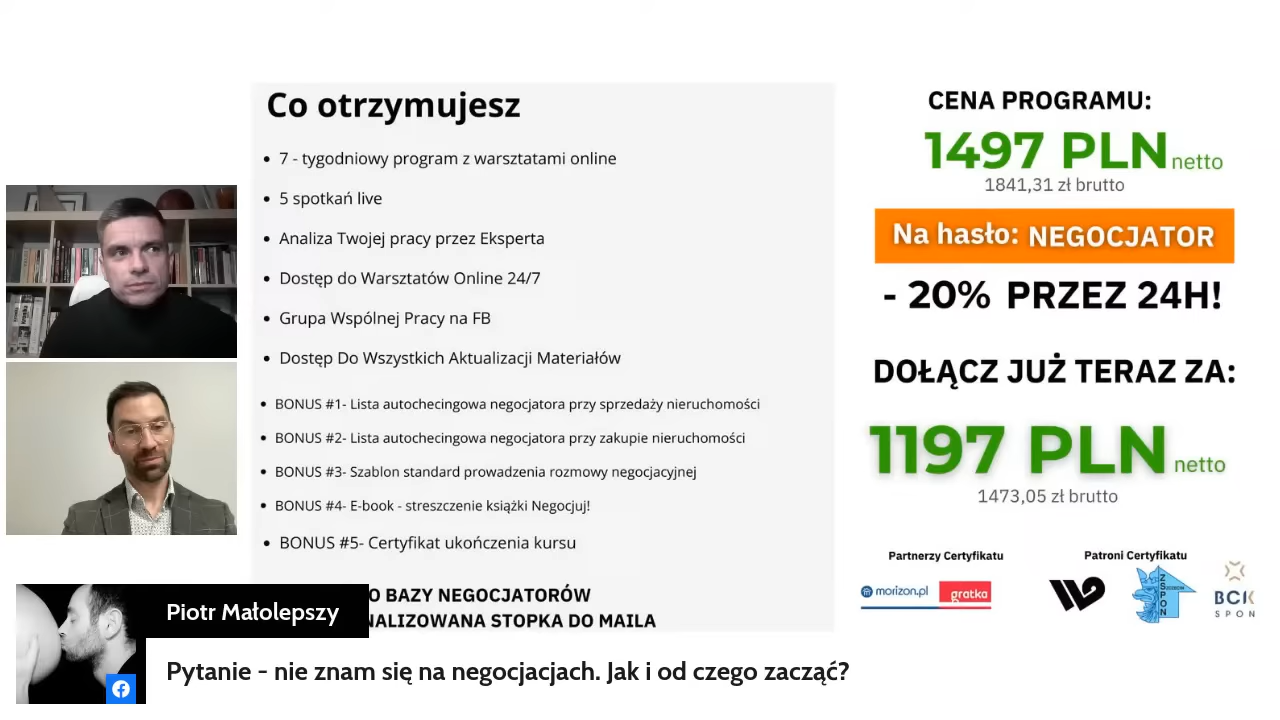 Co otrzymujesz
7 - tygodniowy program z warsztatami online
5 spotkań live
Analiza Twojej pracy przez Eksperta
Dostęp do Warsztatów Online 24/7
Grupa Wspólnej Pracy na FB
Dostęp Do Wszystkich Aktualizacji Materiałów
BONUS #1- Lista autochecingowa negocjatora przy sprzedaży nieruchomości
BONUS #2- Lista autochecingowa negocjatora przy zakupie nieruchomości
BONUS #3- Szablon standard prowadzenia rozmowy negocjacyjnej
BONUS #4- E-book - streszczenie książki Negocjuj!
BONUS #5- Certyfikat ukończenia kursu
O BAZY NEGOCJATORÓW
NALIZOWANA STOPKA DO MAILA
CENA PROGRAMU:
1497 PLN netto
1841,31 zł brutto
Na hasło: NEGOCJATOR
- 20% PRZEZ 24H!
DOŁĄCZ JUŻ TERAZ ZA:
1197 PLN netto
1473,05 zł brutto
Partnerzy Certyfikatu
morizon.pl gratka
Patroni Certyfikatu
ZSPON
BCK
SPON
Piotr Małolepszy
Pytanie - nie znam się na negocjacjach. Jak i od czego zacząć?